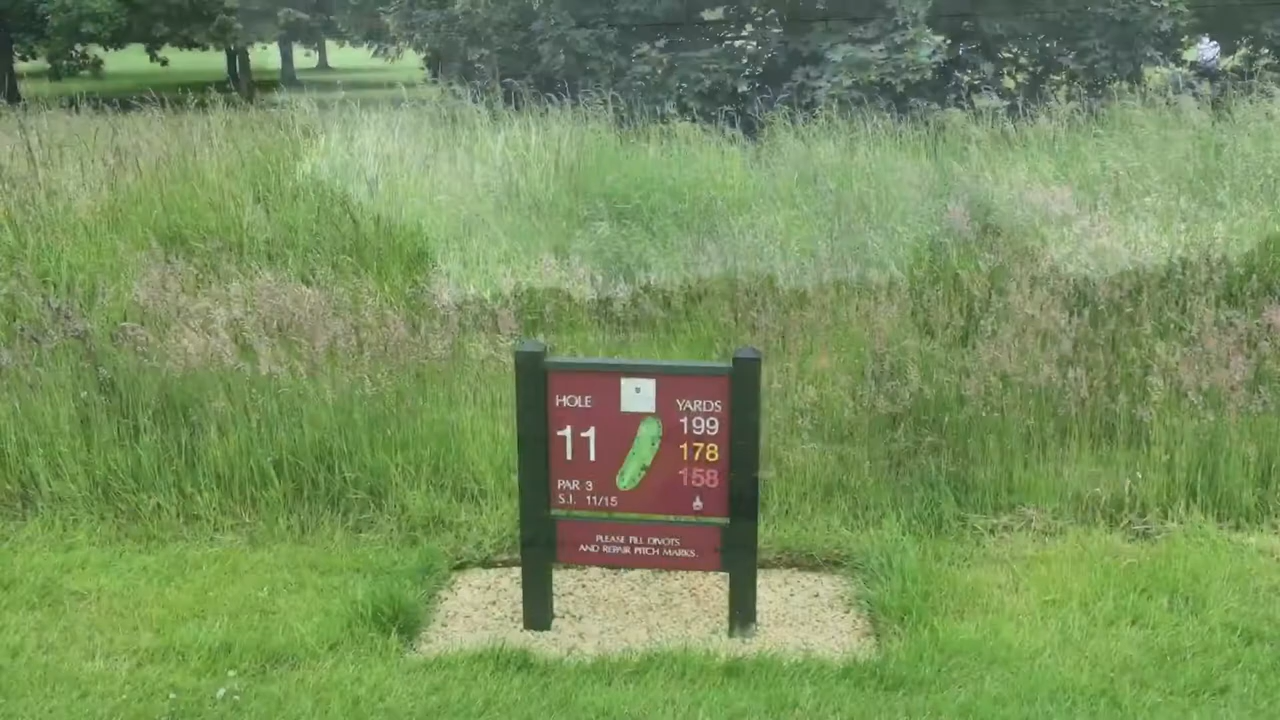 HOLE
YARDS
11
199
178
158
PAR 3
S.I. 11/15
PLEASE FILL DIVOTS
AND REPAIR PITCH MARKS.